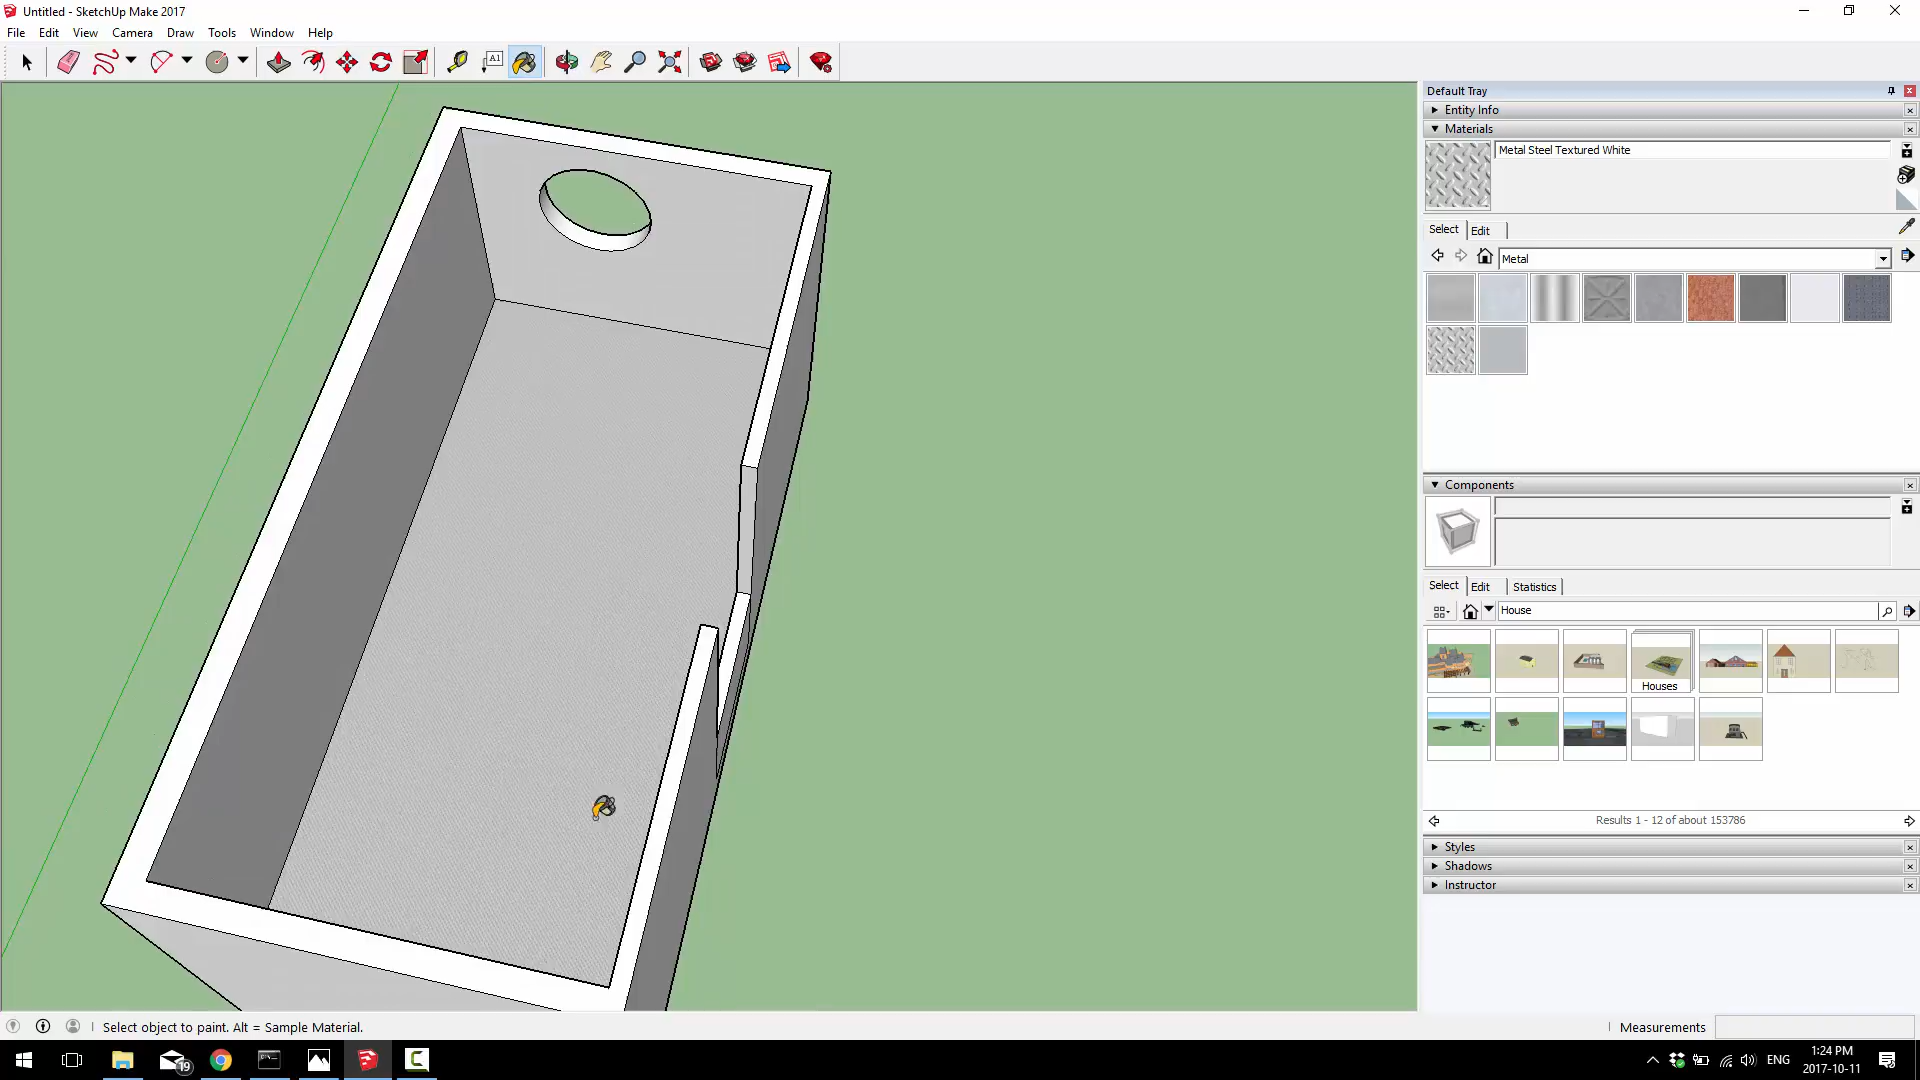 Untitled - SketchUp Make 2017
File Edit View Camera Draw Tools Window Help
A1
Default Tray
Entity Info
Materials
Metal Steel Textured White
Select Edit
Metal
Components
Select Edit Statistics
House
Houses
Results 1 - 12 of about 153786
Styles
Shadows
Instructor
Select object to paint. Alt = Sample Material.
Measurements
19
ENG
1:24 PM
2017-10-11